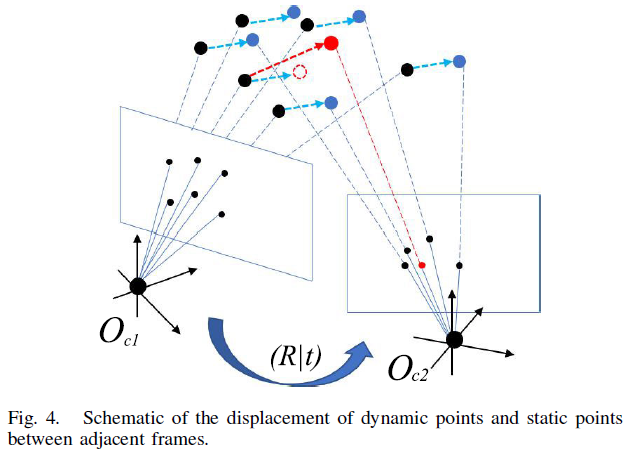 O_{c1}
(R|t)
O_{c2}
Fig. 4. Schematic of the displacement of dynamic points and static points
between adjacent frames.